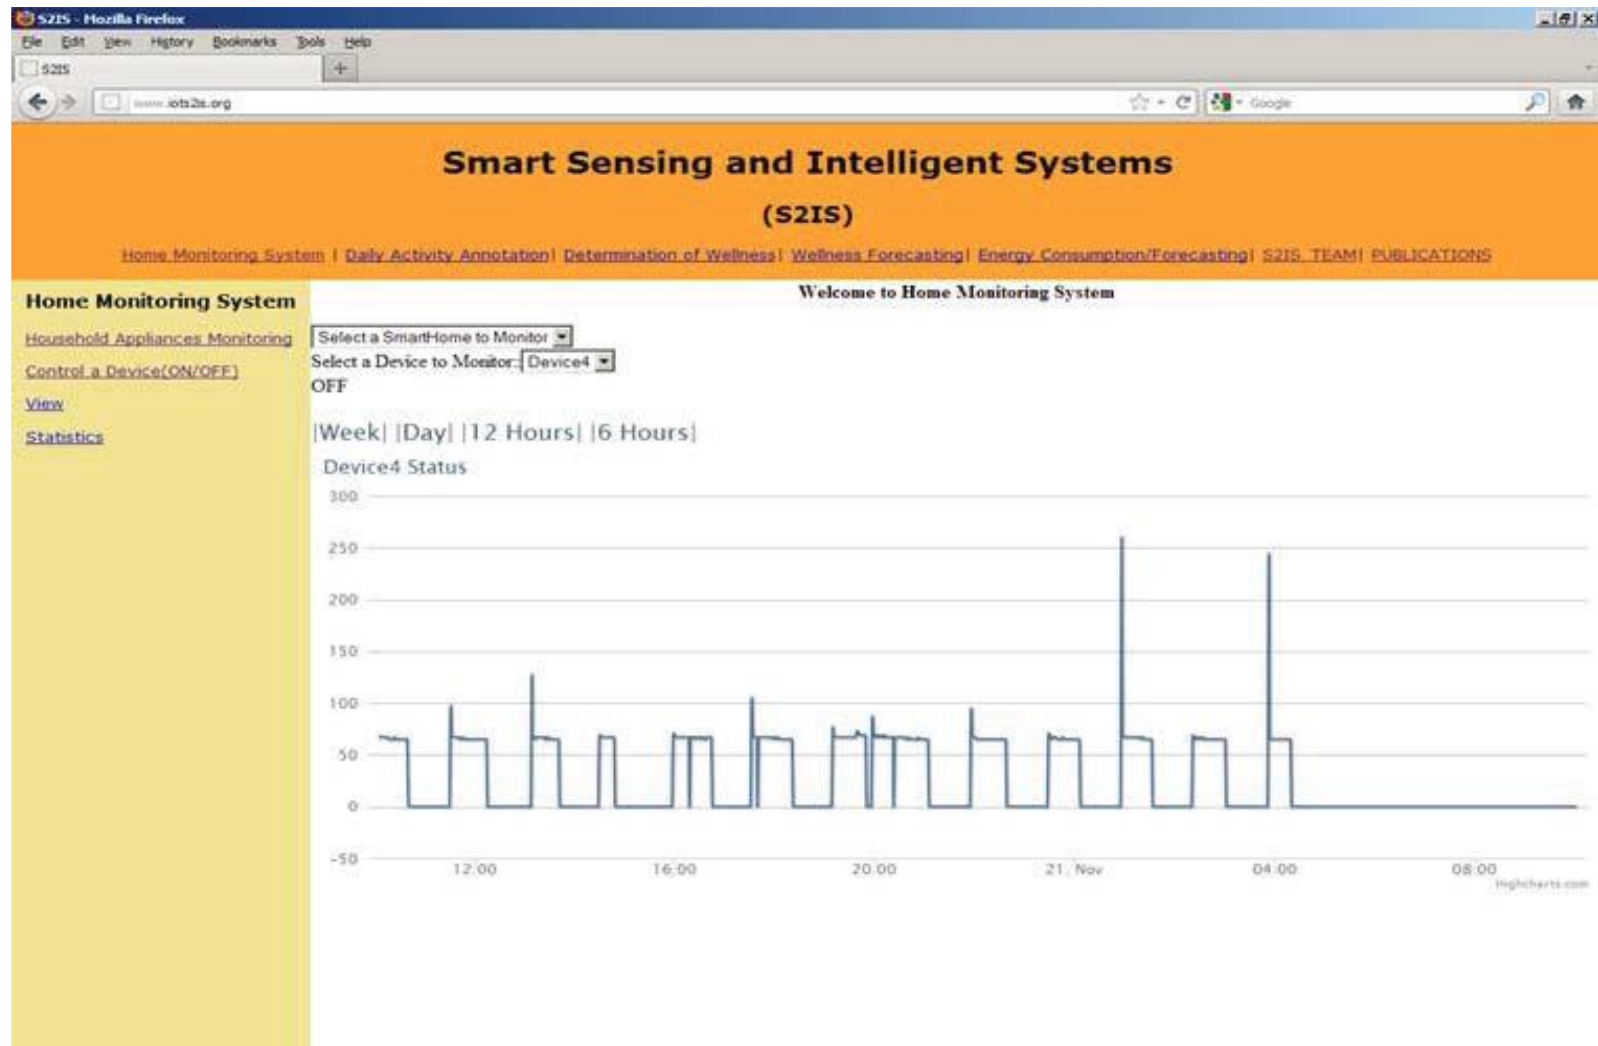 S2IS - Mozilla Firefox
File Edit View History Bookmarks Tools Help
S2IS
www.iots2is.org Google
Smart Sensing and Intelligent Systems
(S2IS)
Home Monitoring System | Daily Activity Annotation| Determination of Wellness| Wellness Forecasting| Energy Consumption/Forecasting| S2IS TEAM| PUBLICATIONS
Home Monitoring System
Household Appliances Monitoring
Control a Device(ON/OFF)
View
Statistics
Welcome to Home Monitoring System
Select a SmartHome to Monitor
Select a Device to Monitor: Device4
OFF
|Week| |Day| |12 Hours| |6 Hours|
Device4 Status
300
250
200
150
100
50
0
-50
12:00 16:00 20:00 21. Nov 04:00 08:00
Highcharts.com